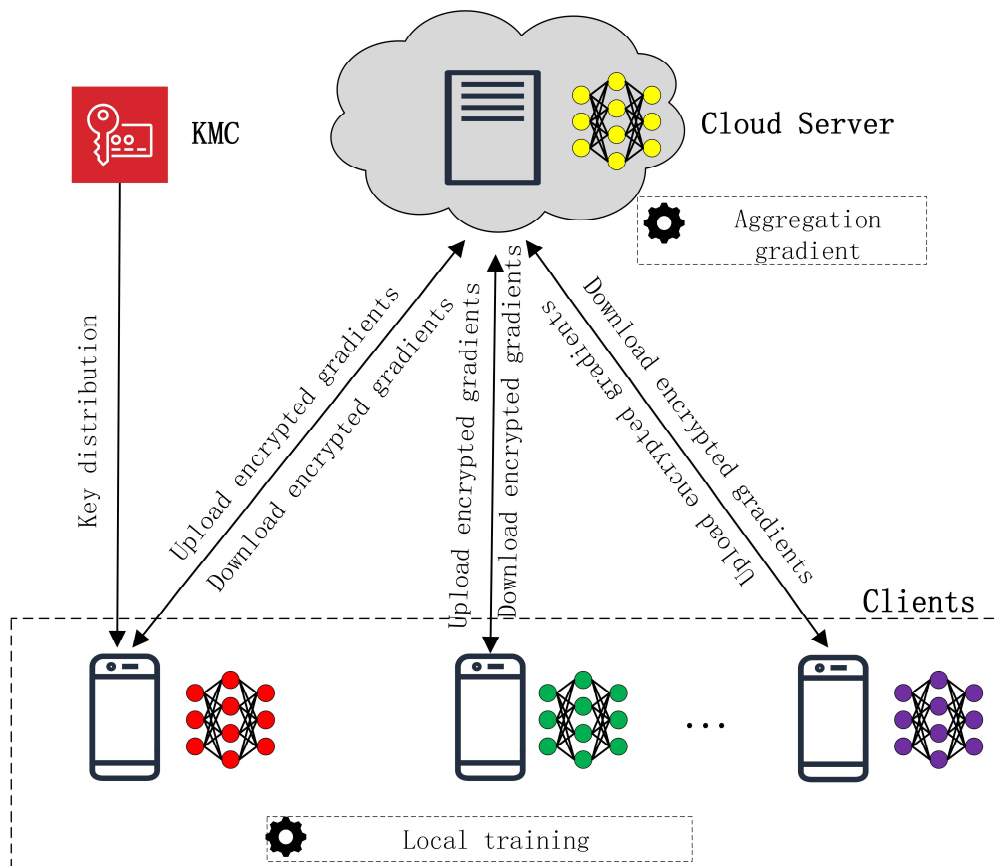 KMC
Cloud Server
Aggregation
gradient
Key distribution
Upload encrypted gradients
Download encrypted gradients
Upload encrypted gradients
Download encrypted gradients
Upload encrypted gradients
Download encrypted gradients
Clients
...
Local training